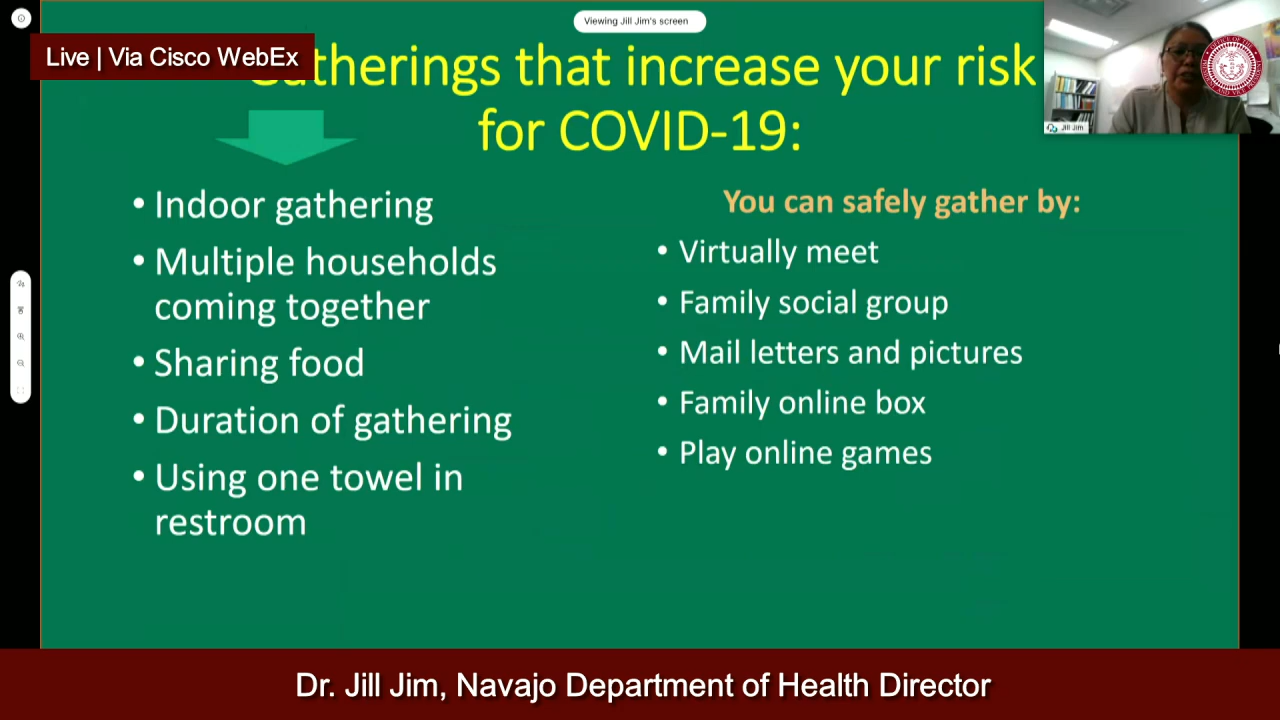 Viewing Jill Jim's screen
Live | Via Cisco WebEx
Gatherings that increase your risk
for COVID-19:
Jill Jim
• Indoor gathering
• Multiple households
coming together
• Sharing food
• Duration of gathering
• Using one towel in
restroom
You can safely gather by:
• Virtually meet
• Family social group
• Mail letters and pictures
• Family online box
• Play online games
Dr. Jill Jim, Navajo Department of Health Director